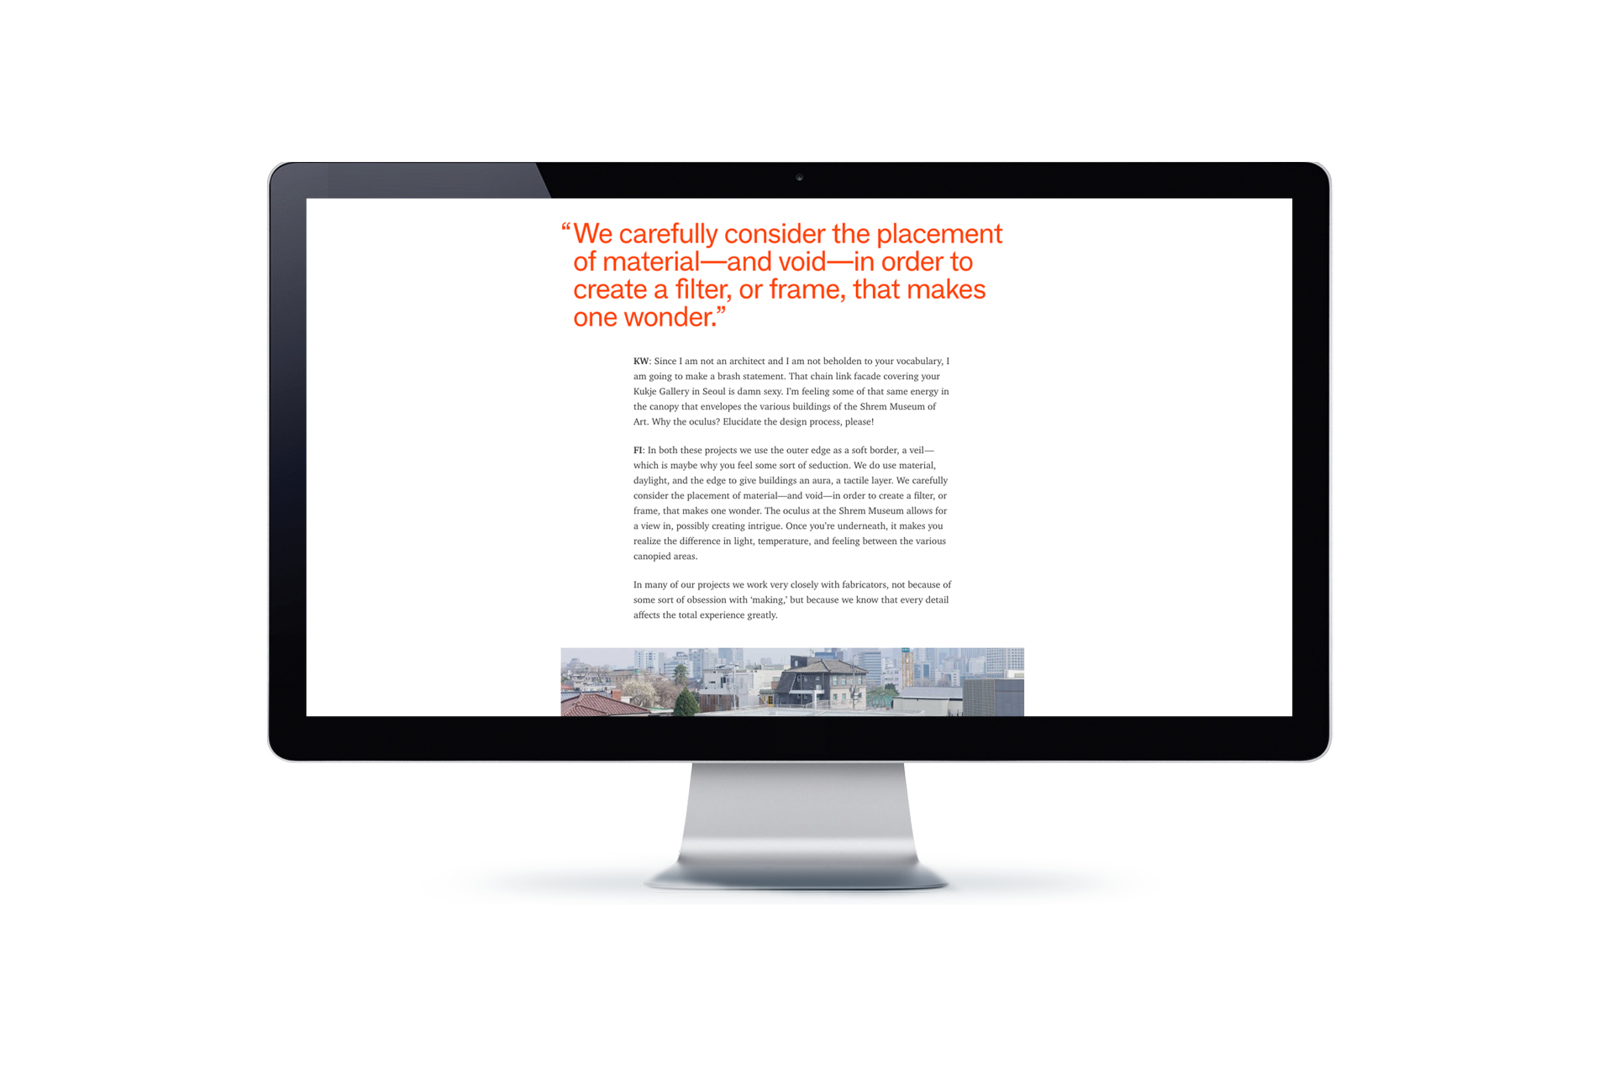 “We carefully consider the placement
of material—and void—in order to
create a filter, or frame, that makes
one wonder.”
KW: Since I am not an architect and I am not beholden to your vocabulary, I
am going to make a brash statement. That chain link facade covering your
Kukje Gallery in Seoul is damn sexy. I’m feeling some of that same energy in
the canopy that envelopes the various buildings of the Shrem Museum of
Art. Why the oculus? Elucidate the design process, please!
FI: In both these projects we use the outer edge as a soft border, a veil—
which is maybe why you feel some sort of seduction. We do use material,
daylight, and the edge to give buildings an aura, a tactile layer. We carefully
consider the placement of material—and void—in order to create a filter, or
frame, that makes one wonder. The oculus at the Shrem Museum allows for
a view in, possibly creating intrigue. Once you’re underneath, it makes you
realize the difference in light, temperature, and feeling between the various
canopied areas.
In many of our projects we work very closely with fabricators, not because of
some sort of obsession with ‘making,’ but because we know that every detail
affects the total experience greatly.